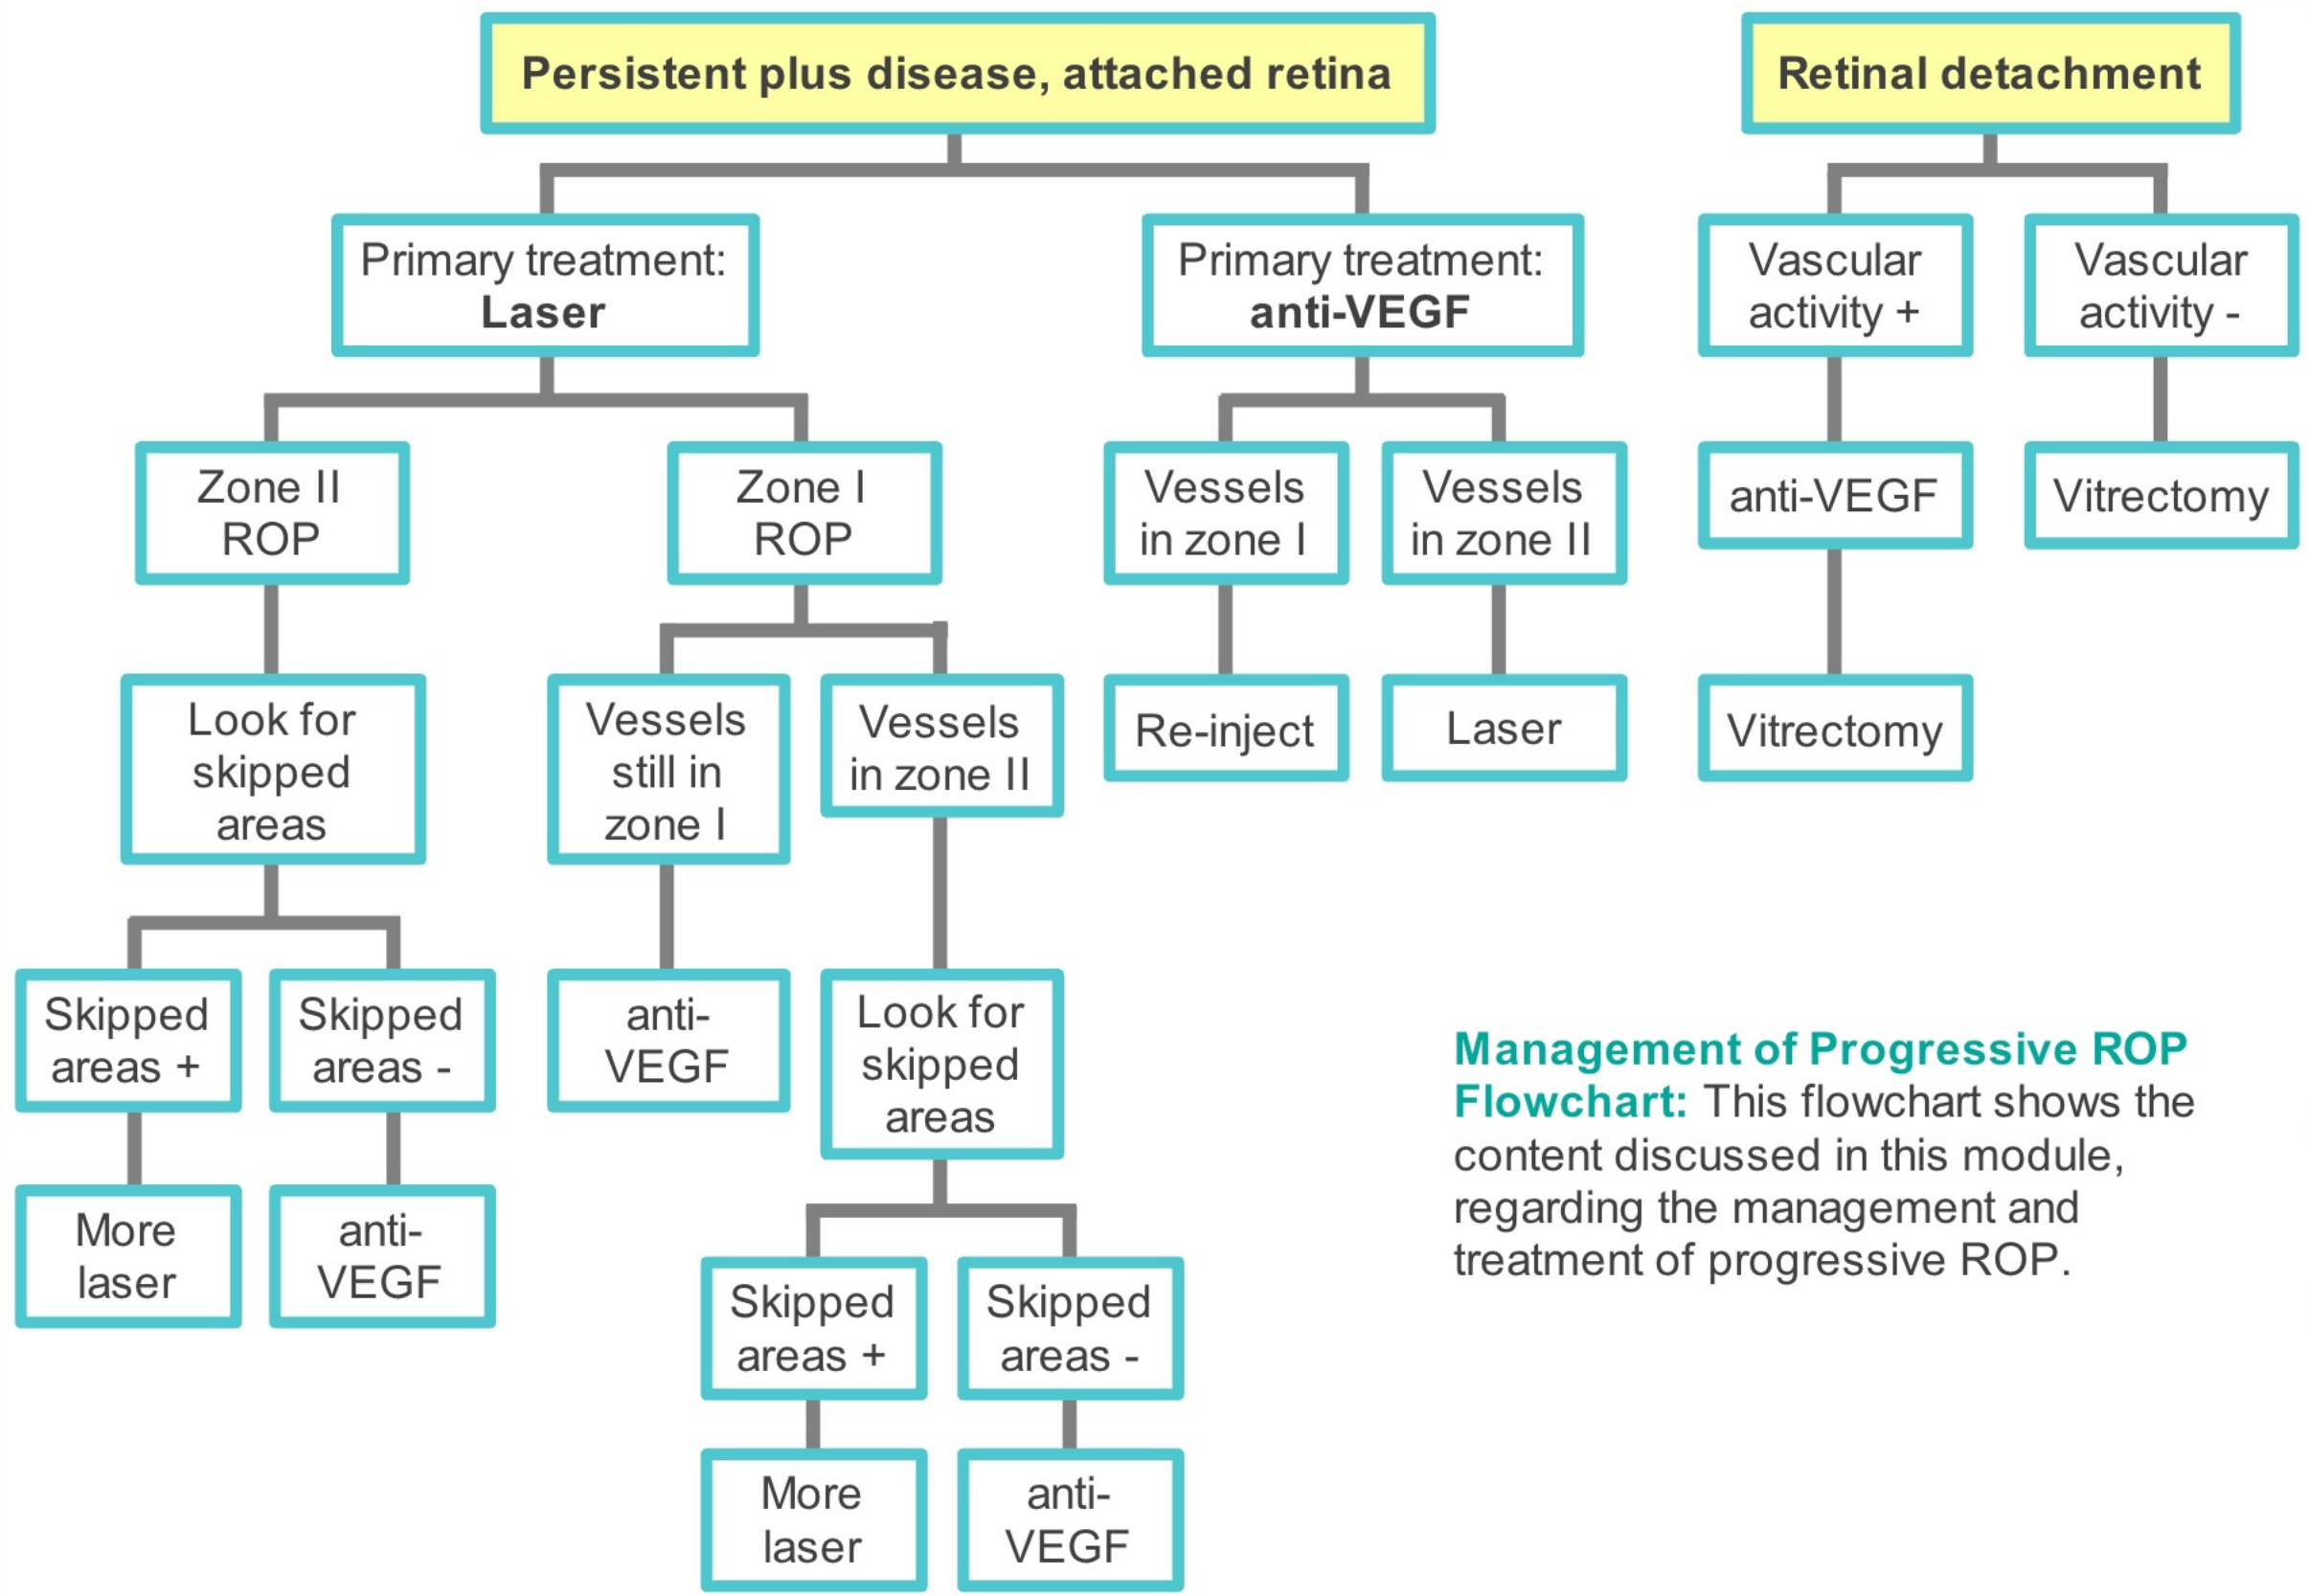 Persistent plus disease, attached retina
Retinal detachment
Primary treatment:
Laser
Primary treatment:
anti-VEGF
Vascular
activity +
Vascular
activity -
Zone II
ROP
Zone I
ROP
Vessels
in zone I
Vessels
in zone II
anti-VEGF
Vitrectomy
Look for
skipped
areas
Vessels
still in
zone I
Vessels
in zone II
Re-inject
Laser
Vitrectomy
Skipped
areas +
Skipped
areas -
anti-
VEGF
Look for
skipped
areas
More
laser
anti-
VEGF
Skipped
areas +
Skipped
areas -
More
laser
anti-
VEGF
Management of Progressive ROP
Flowchart: This flowchart shows the
content discussed in this module,
regarding the management and
treatment of progressive ROP.